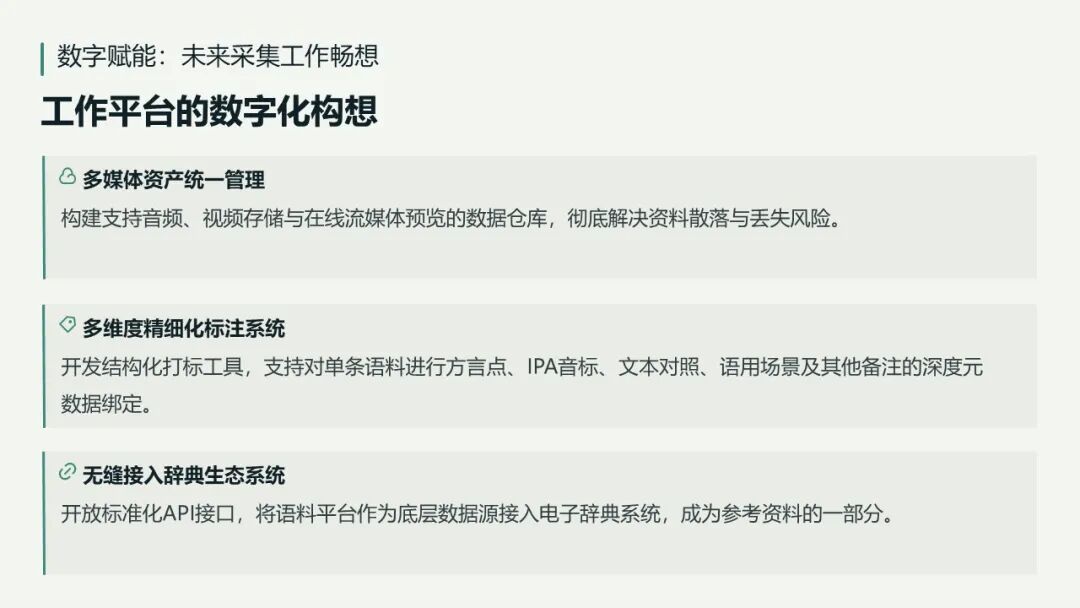 数字赋能：未来采集工作畅想
工作平台的数字化构想
多媒体资产统一管理
构建支持音频、视频存储与在线流媒体预览的数据仓库，彻底解决资料散落与丢失风险。
多维度精细化标注系统
开发结构化打标工具，支持对单条语料进行方言点、IPA音标、文本对照、语用场景及其他备注的深度元
数据绑定。
无缝接入辞典生态系统
开放标准化API接口，将语料平台作为底层数据源接入电子辞典系统，成为参考资料的一部分。